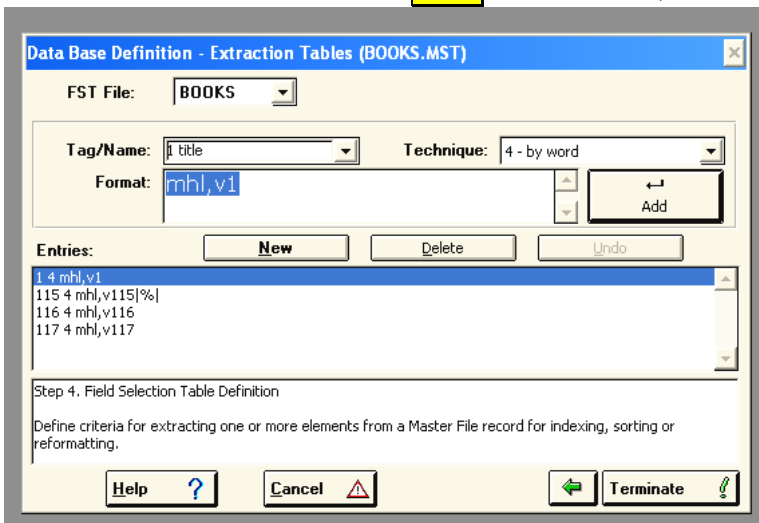 Data Base Definition - Extraction Tables (BOOKS.MST)
FST File: BOOKS
Tag/Name: 1 title Technique: 4 - by word
Format: mhl,v1 Add
Entries: New Delete Undo
1 4 mhl,v1
115 4 mhl,v115|%|
116 4 mhl,v116
117 4 mhl,v117
Step 4. Field Selection Table Definition
Define criteria for extracting one or more elements from a Master File record for indexing, sorting or
reformatting.
Help ? Cancel Terminate